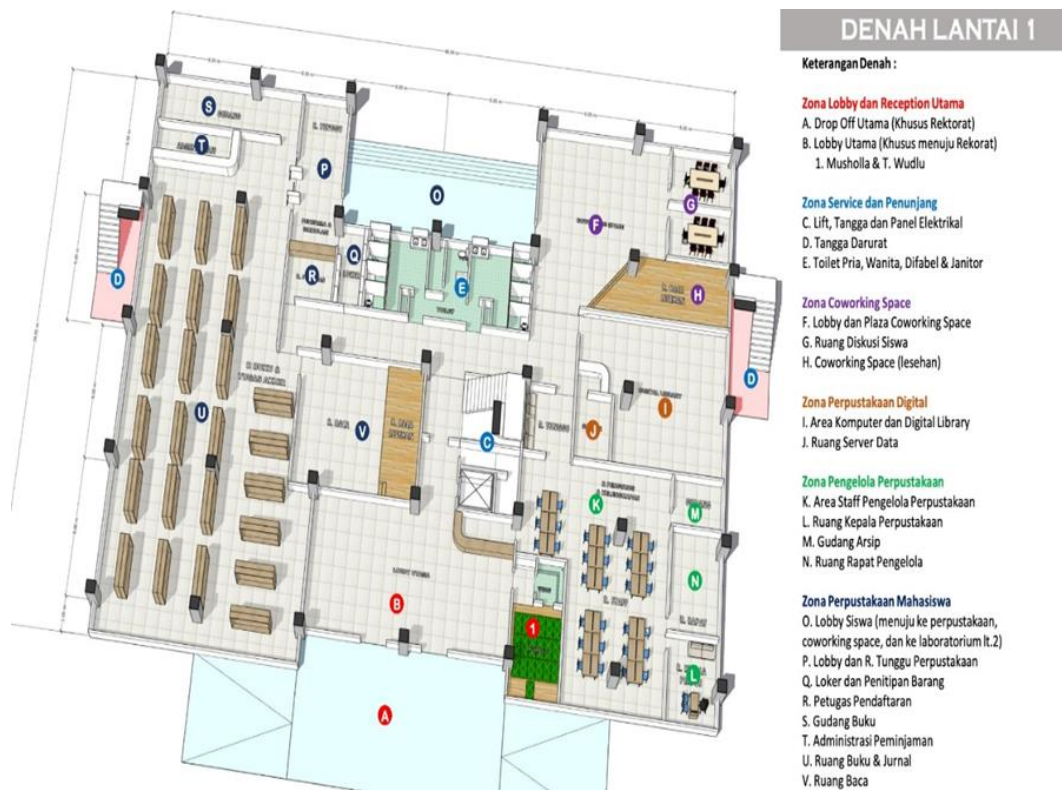 DENAH LANTAI 1
Keterangan Denah :
Zona Lobby dan Reception Utama
A. Drop Off Utama (Khusus Rektorat)
B. Lobby Utama (Khusus menuju Rekorat)
1. Musholla & T. Wudlu
Zona Service dan Penunjang
C. Lift, Tangga dan Panel Elektrikal
D. Tangga Darurat
E. Toilet Pria, Wanita, Difabel & Janitor
Zona Coworking Space
F. Lobby dan Plaza Coworking Space
G. Ruang Diskusi Siswa
H. Coworking Space (lesehan)
Zona Perpustakaan Digital
I. Area Komputer dan Digital Library
J. Ruang Server Data
Zona Pengelola Perpustakaan
K. Area Staff Pengelola Perpustakaan
L. Ruang Kepala Perpustakaan
M. Gudang Arsip
N. Ruang Rapat Pengelola
Zona Perpustakaan Mahasiswa
O. Lobby Siswa (menuju ke perpustakaan,
coworking space, dan ke laboratorium lt.2)
P. Lobby dan R. Tunggu Perpustakaan
Q. Loker dan Penitipan Barang
R. Petugas Pendaftaran
S. Gudang Buku
T. Administrasi Peminjaman
U. Ruang Buku & Jurnal
V. Ruang Baca
S
T
R. TUNGGU
P
O
F
G
H
D
Q
R
E
TOILET
D
U
V
C
R. TUNGGU
J
I
K
M
N
B
LOBBY UTAMA
1
R. STAFF
R. RAPAT
L
A